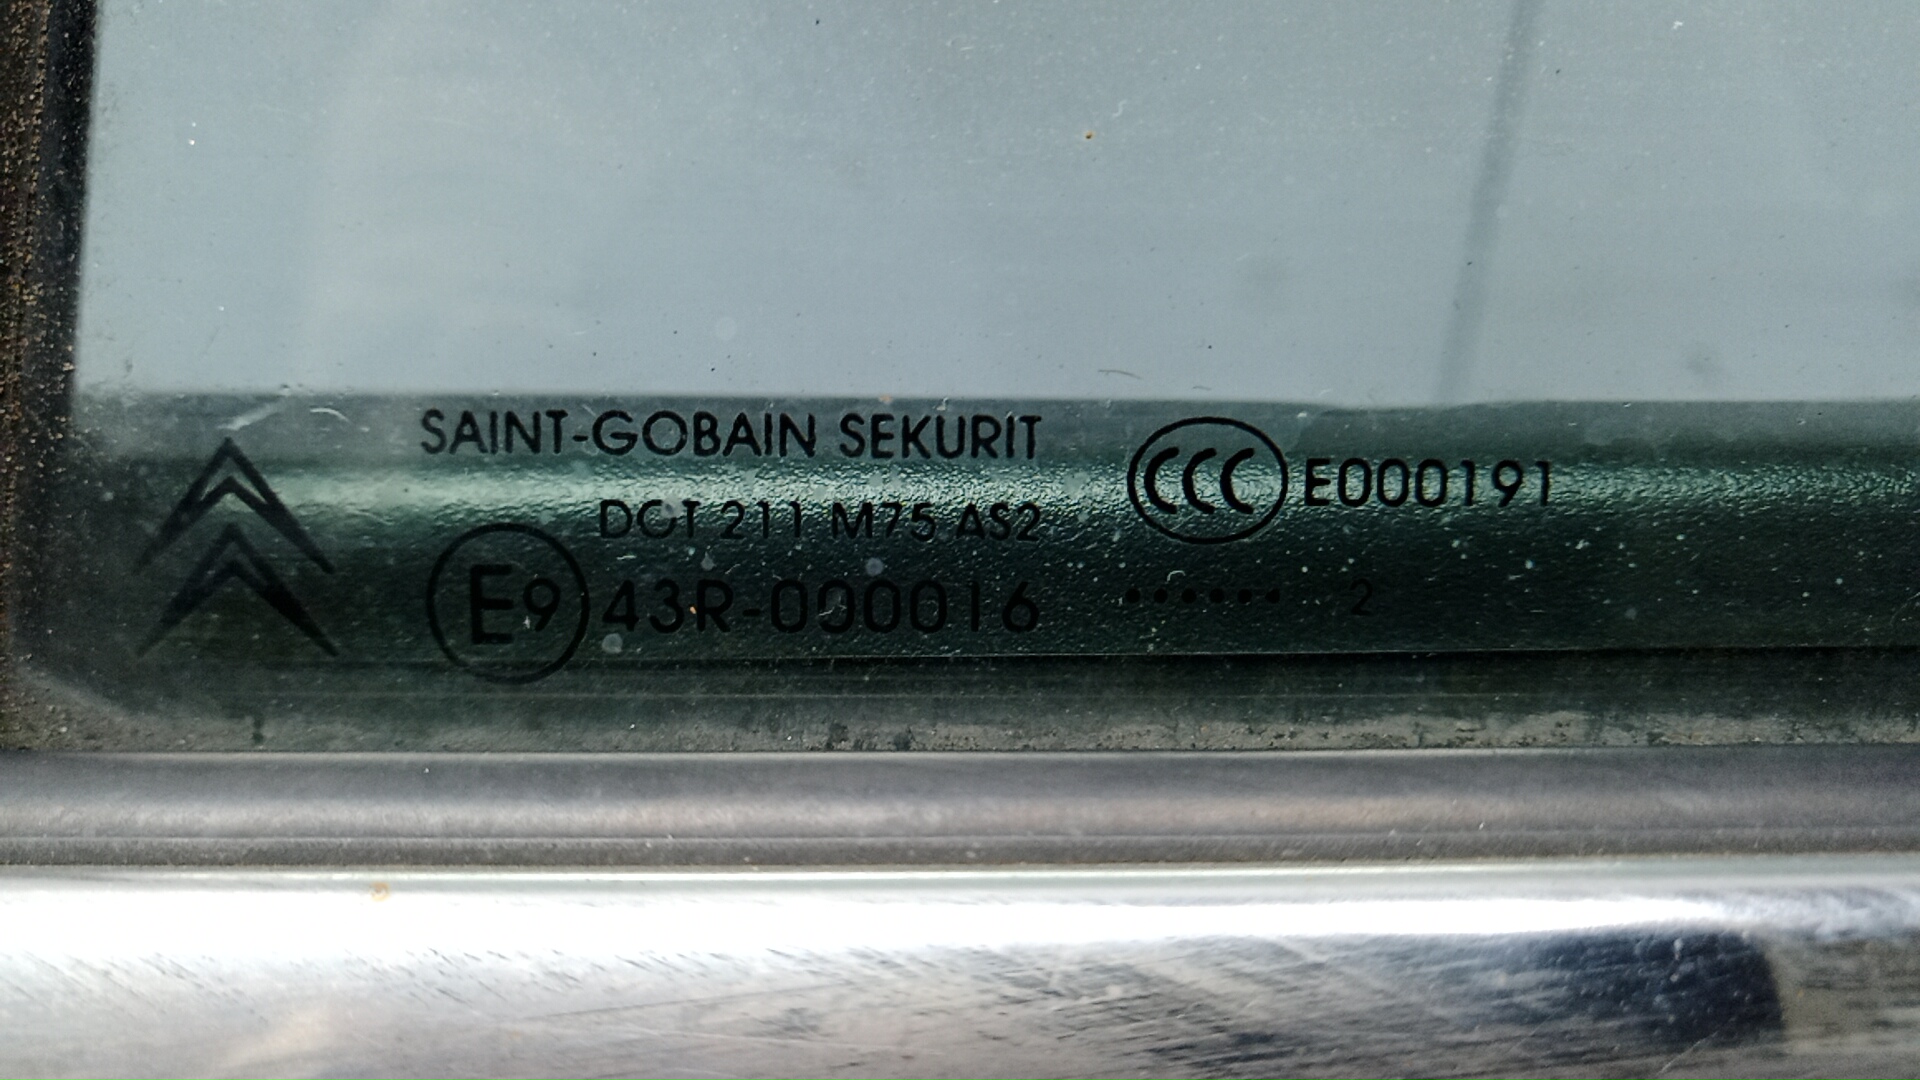 SAINT-GOBAIN SEKURIT
DOT 211 M75 AS2
E9 43R-000016
CCC E000191
...... 2